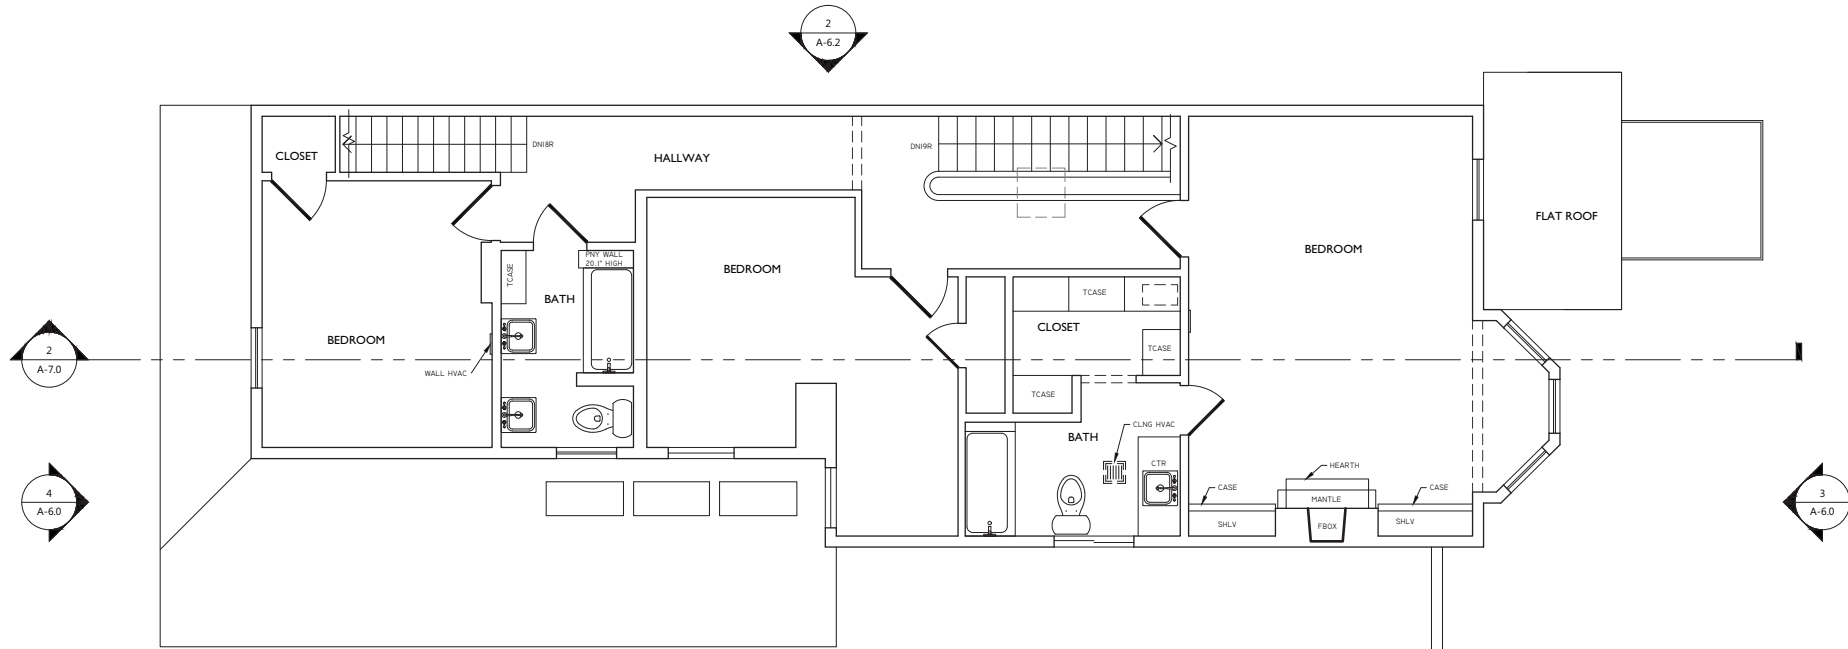 2
A-6.2
CLOSET
DN18R
HALLWAY
DN19R
FLAT ROOF
BEDROOM
PNY WALL
20.1" HIGH
TCASE
BATH
BEDROOM
TCASE
CLOSET
TCASE
TCASE
BEDROOM
WALL HVAC
2
A-7.0
BATH
CLNG HVAC
CTR
HEARTH
CASE
MANTLE
CASE
SHLV
FBOX
SHLV
4
A-6.0
3
A-6.0